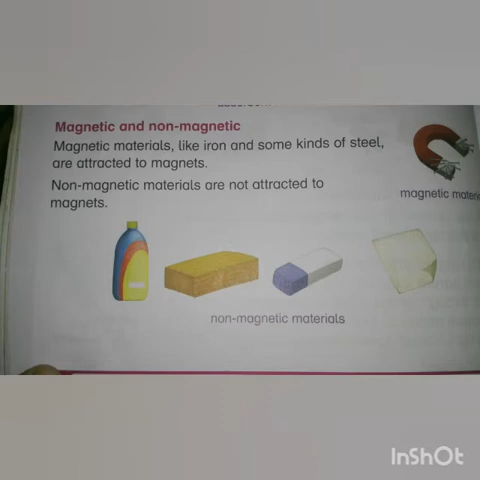 Magnetic and non-magnetic
Magnetic materials, like iron and some kinds of steel,
are attracted to magnets.
magnetic
Non-magnetic materials are not attracted to
magnets.
non-magnetic materials
InShOt